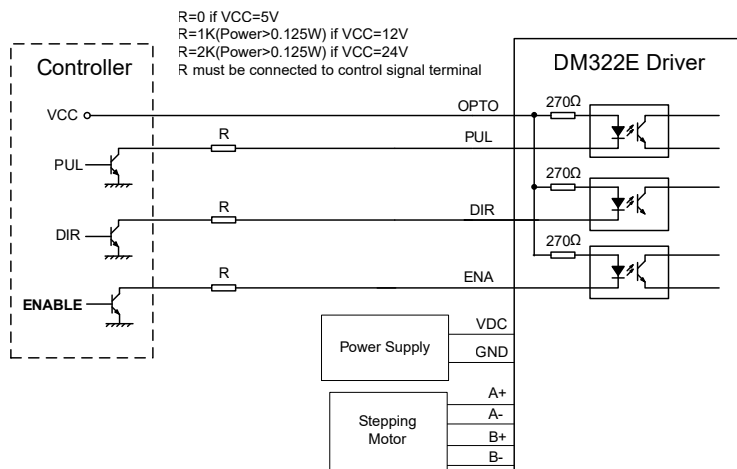 R=0 if VCC=5V
R=1K(Power>0.125W) if VCC=12V
R=2K(Power>0.125W) if VCC=24V
R must be connected to control signal terminal
Controller
DM322E Driver
VCC
OPTO
270Ω
PUL
R
PUL
270Ω
DIR
R
DIR
270Ω
ENABLE
R
ENA
Power Supply
VDC
GND
Stepping
Motor
A+
A-
B+
B-